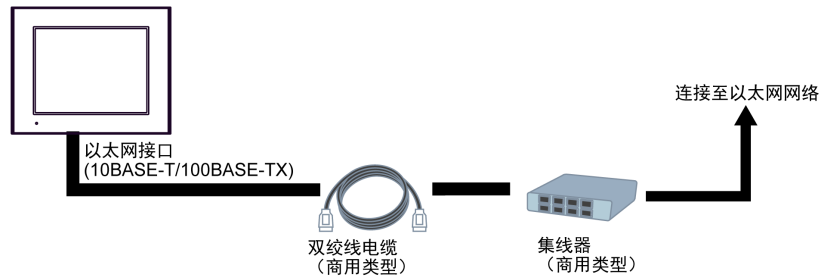 连接至以太网网络
以太网接口
(10BASE-T/100BASE-TX)
双绞线电缆
（商用类型）
集线器
（商用类型）